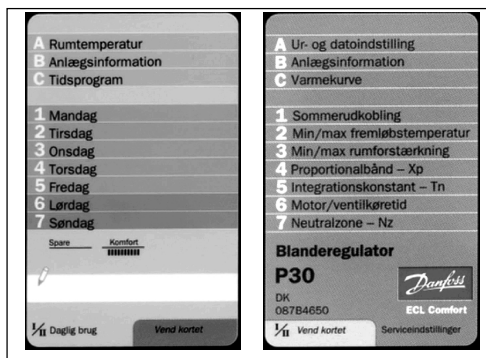 A Rumtemperatur
B Anlægsinformation
C Tidsprogram
1 Mandag
2 Tirsdag
3 Onsdag
4 Torsdag
5 Fredag
6 Lørdag
7 Søndag
Spare Komfort
I/II Daglig brug Vend kortet
A Ur- og datoindstilling
B Anlægsinformation
C Varmekurve
1 Sommerudkobling
2 Min/max fremløbstemperatur
3 Min/max rumforstærkning
4 Proportionalbånd – Xp
5 Integrationskonstant – Tn
6 Motor/ventilkøretid
7 Neutralzone – Nz
Blanderegulator
P30
Danfoss
DK
087B4650
ECL Comfort
I/II Vend kortet Serviceindstillinger